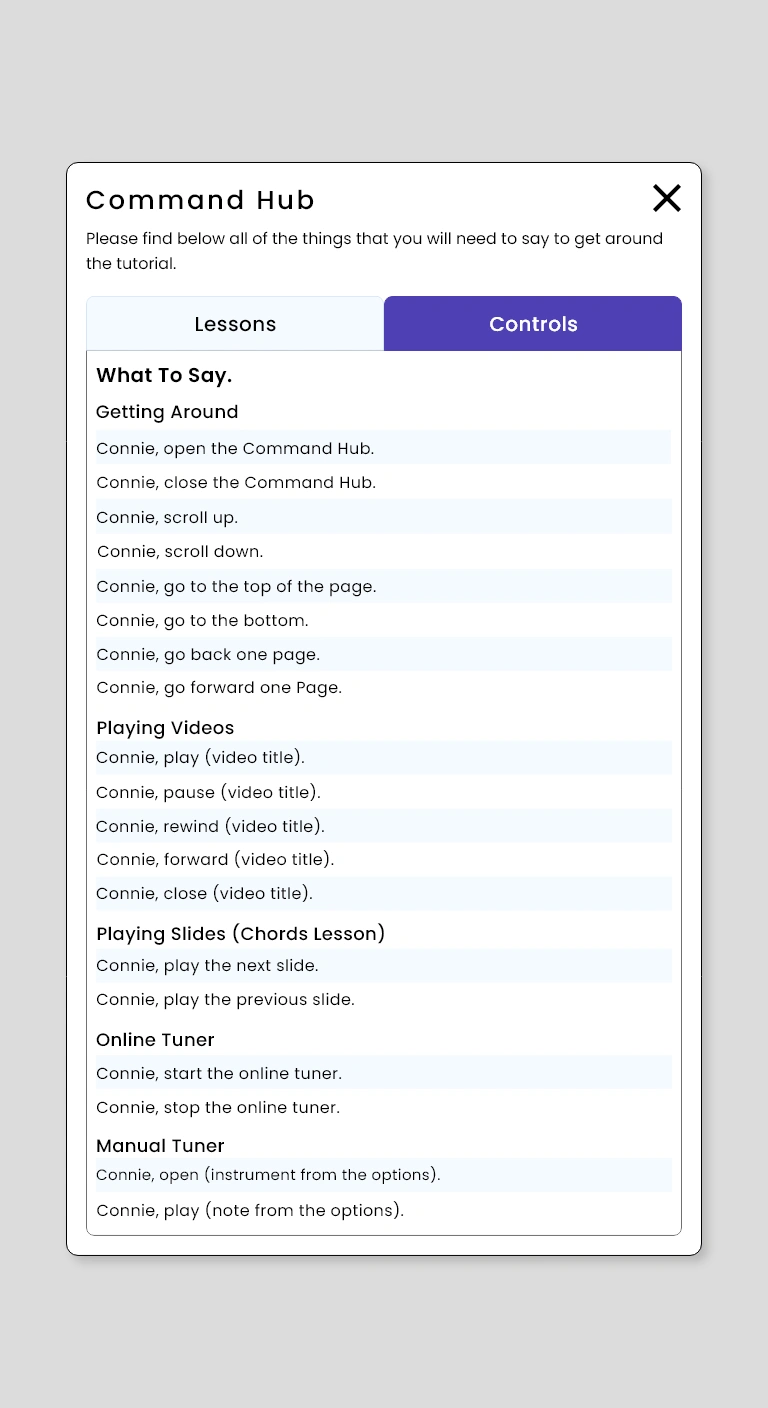 Command Hub
Please find below all of the things that you will need to say to get around
the tutorial.
Lessons
Controls
What To Say.
Getting Around
Connie, open the Command Hub.
Connie, close the Command Hub.
Connie, scroll up.
Connie, scroll down.
Connie, go to the top of the page.
Connie, go to the bottom.
Connie, go back one page.
Connie, go forward one Page.
Playing Videos
Connie, play (video title).
Connie, pause (video title).
Connie, rewind (video title).
Connie, forward (video title).
Connie, close (video title).
Playing Slides (Chords Lesson)
Connie, play the next slide.
Connie, play the previous slide.
Online Tuner
Connie, start the online tuner.
Connie, stop the online tuner.
Manual Tuner
Connie, open (instrument from the options).
Connie, play (note from the options).